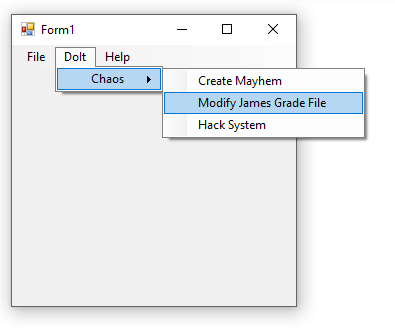 Form1
File DoIt Help
Chaos
Create Mayhem
Modify James Grade File
Hack System